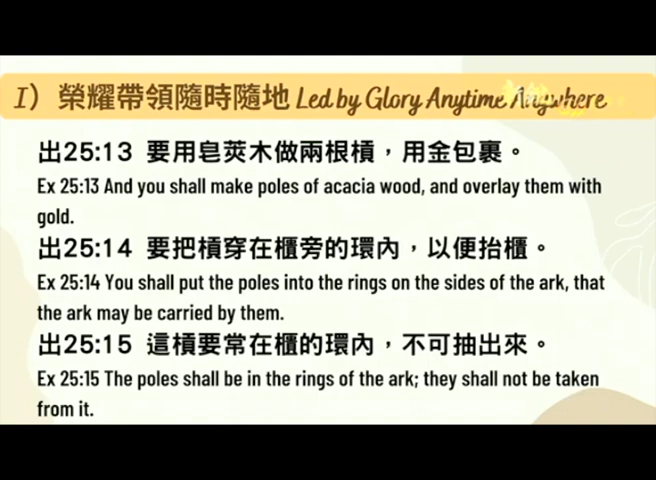 I）榮耀帶領隨時隨地 Led by Glory Anytime Anywhere
出25:13 要用皂莢木做兩根槓，用金包裹。
Ex 25:13 And you shall make poles of acacia wood, and overlay them with
gold.
出25:14 要把槓穿在櫃旁的環內，以便抬櫃。
Ex 25:14 You shall put the poles into the rings on the sides of the ark, that
the ark may be carried by them.
出25:15 這槓要常在櫃的環內，不可抽出來。
Ex 25:15 The poles shall be in the rings of the ark; they shall not be taken
from it.